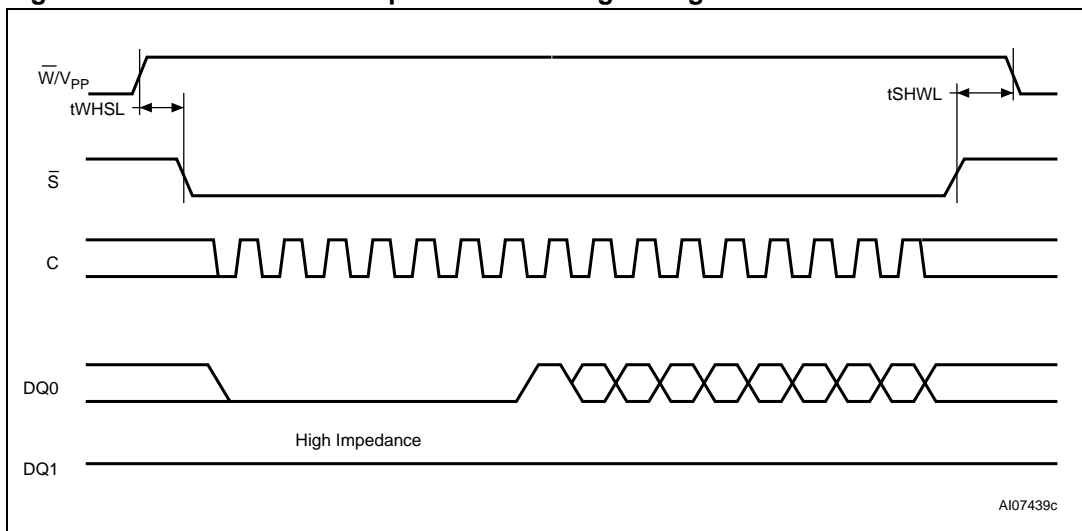 W̅/VPP
tWHSL
tSHWL
S̅
C
DQ0
High Impedance
DQ1
AI07439c